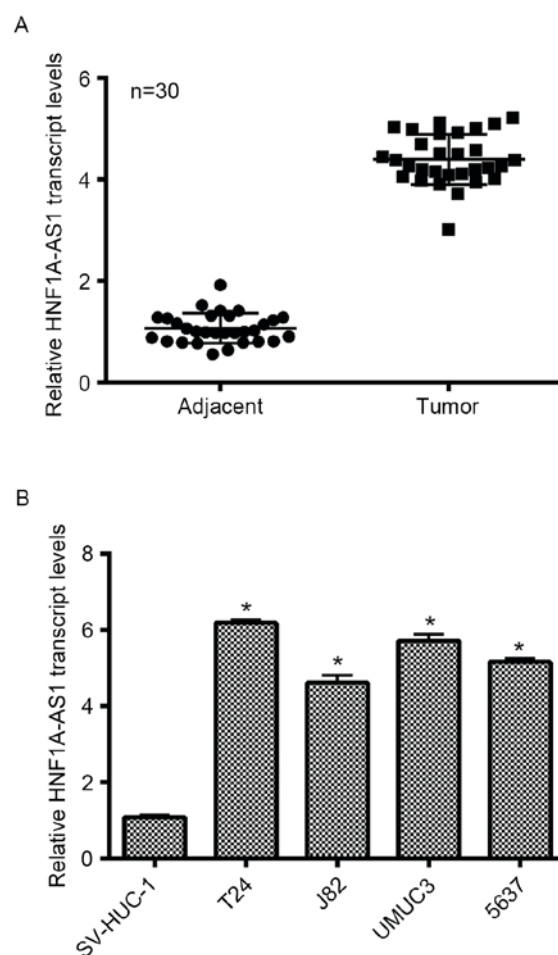 A
Relative HNF1A-AS1 transcript levels
n=30
6
4
2
0
Adjacent
Tumor
B
Relative HNF1A-AS1 transcript levels
8
6
4
2
0
*
*
*
*
SV-HUC-1
T24
J82
UMUC3
5637